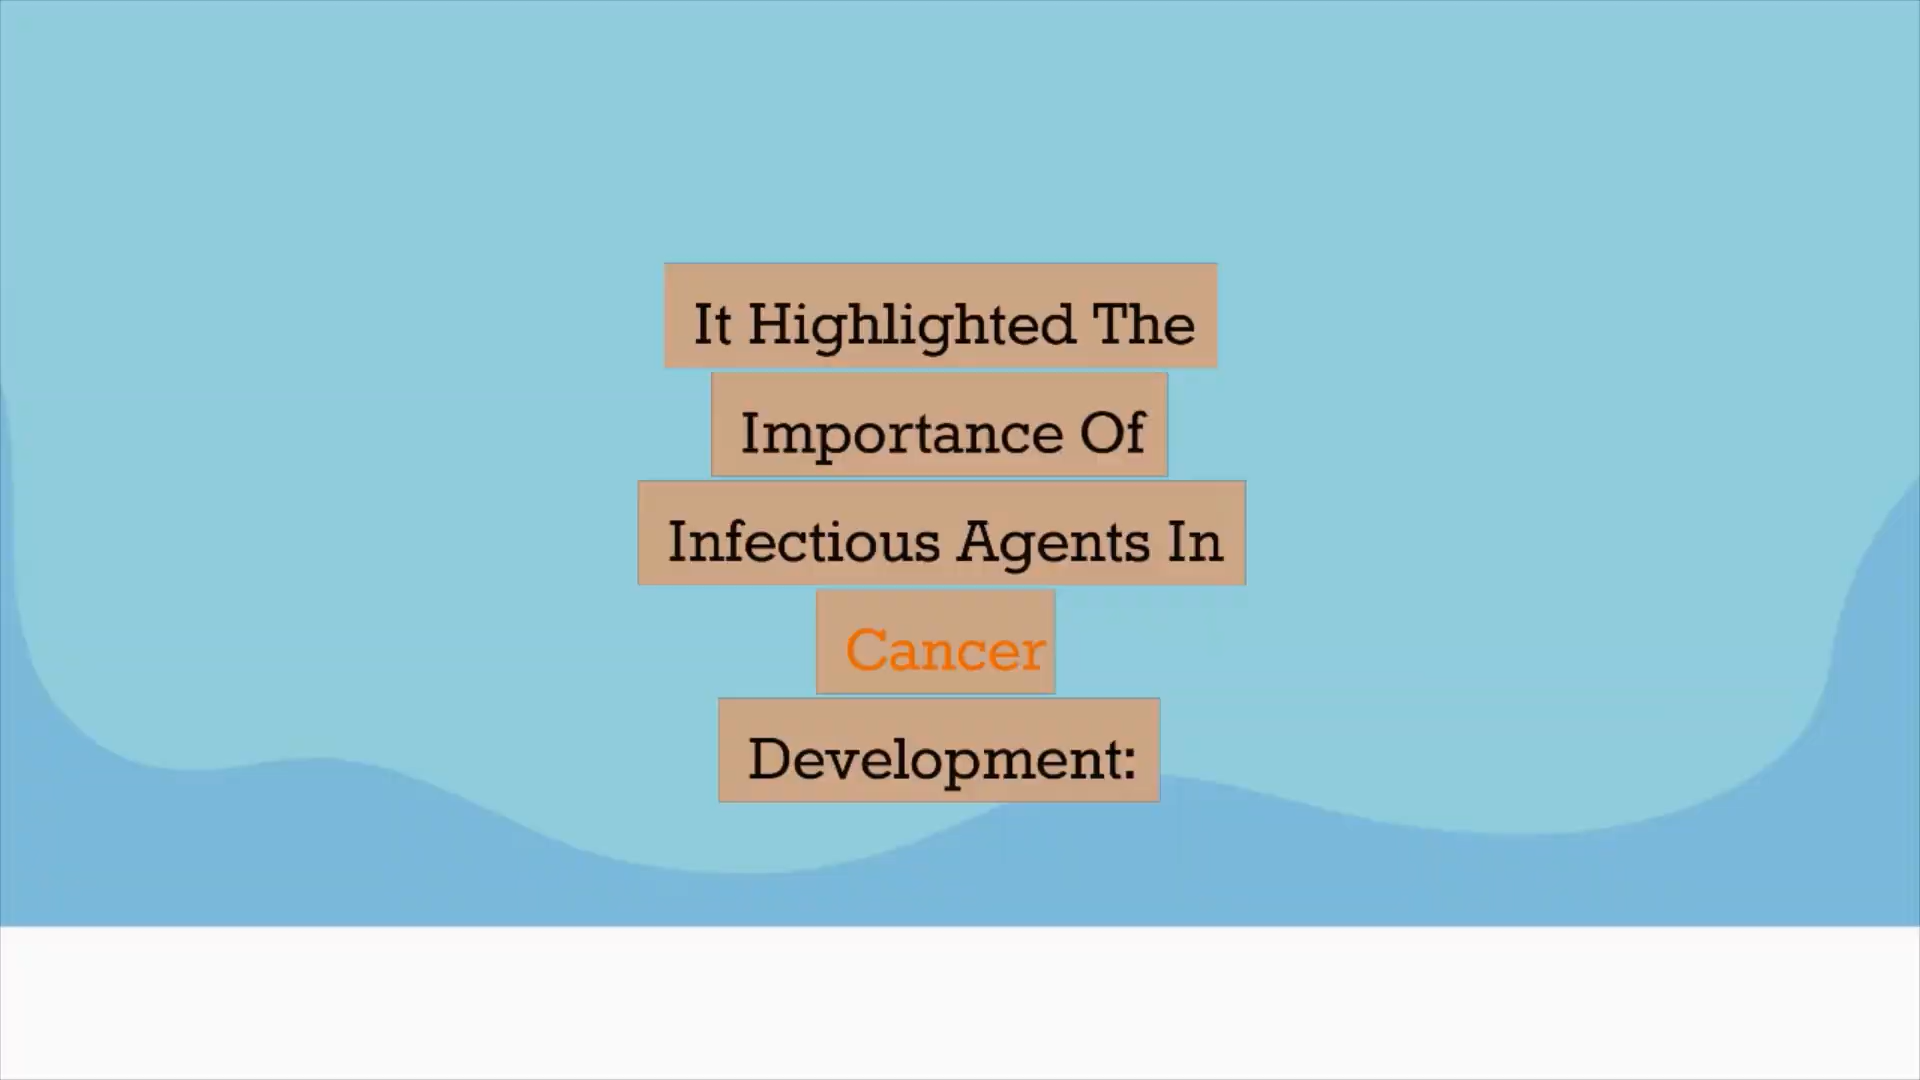 It Highlighted The
Importance Of
Infectious Agents In
Cancer
Development: